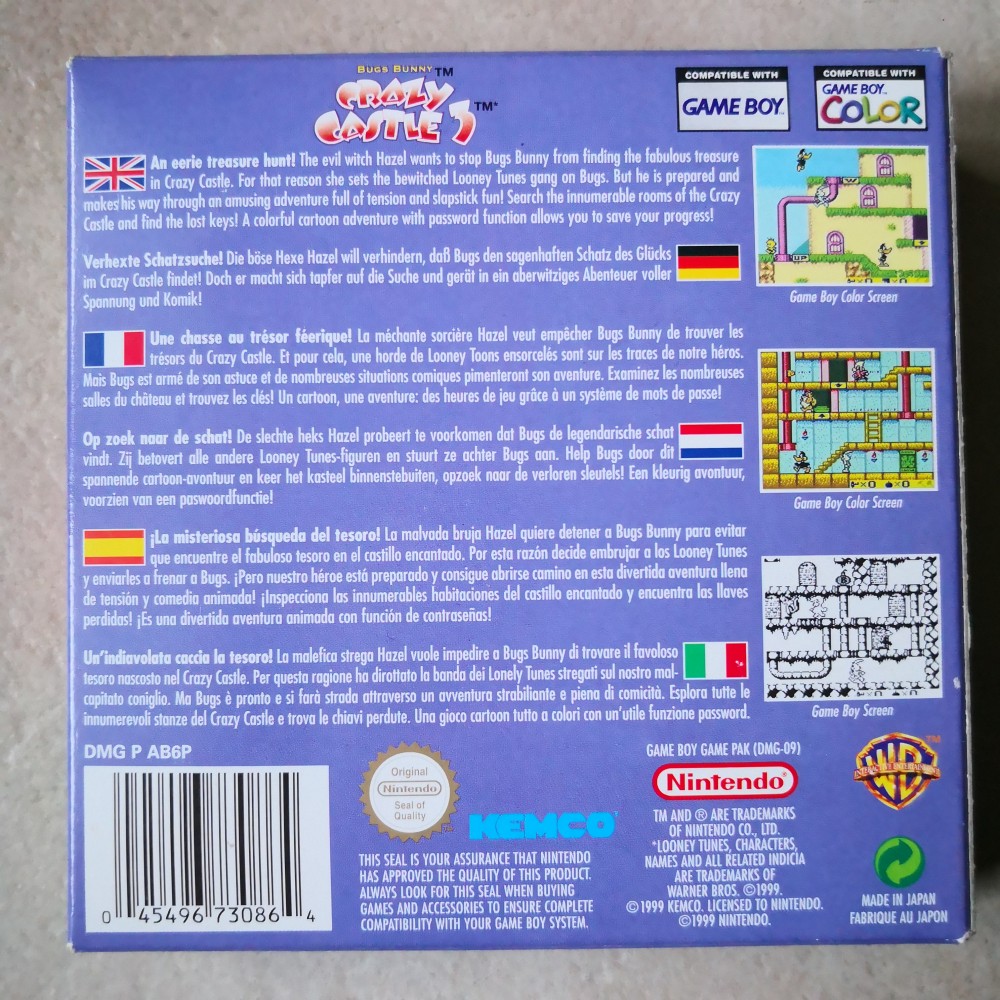 BUGS BUNNY™
CRAZY
CASTLE 3 ™*
COMPATIBLE WITH
GAME BOY™
COMPATIBLE WITH
GAME BOY™
COLOR
An eerie treasure hunt! The evil witch Hazel wants to stop Bugs Bunny from finding the fabulous treasure
in Crazy Castle. For that reason she sets the bewitched Looney Tunes gang on Bugs. But he is prepared and
makes his way through an amusing adventure full of tension and slapstick fun! Search the innumerable rooms of the Crazy
Castle and find the lost keys! A colorful cartoon adventure with password function allows you to save your progress!
UP
Game Boy Color Screen
Verhexte Schatzsuche! Die böse Hexe Hazel will verhindern, daß Bugs den sagenhaften Schatz des Glücks
im Crazy Castle findet! Doch er macht sich tapfer auf die Suche und gerät in ein aberwitziges Abenteuer voller
Spannung und Komik!
Une chasse au trésor féerique! La méchante sorcière Hazel veut empêcher Bugs Bunny de trouver les
trésors du Crazy Castle. Et pour cela, une horde de Looney Toons ensorcelés sont sur les traces de notre héros.
Mais Bugs est armé de son astuce et de nombreuses situations comiques pimenteront son aventure. Examinez les nombreuses
salles du château et trouvez les clés! Un cartoon, une aventure: des heures de jeu grâce à un système de mots de passe!
×0 ×0
Game Boy Color Screen
Op zoek naar de schat! De slechte heks Hazel probeert te voorkomen dat Bugs de legendarische schat
vindt. Zij betovert alle andere Looney Tunes-figuren en stuurt ze achter Bugs aan. Help Bugs door dit
spannende cartoon-avontuur en keer het kasteel binnenstebuiten, opzoek naar de verloren sleutels! Een kleurig avontuur,
voorzien van een paswoordfunctie!
¡La misteriosa búsqueda del tesoro! La malvada bruja Hazel quiere detener a Bugs Bunny para evitar
que encuentre el fabuloso tesoro en el castillo encantado. Por esta razón decide embrujar a los Looney Tunes
y enviarles a frenar a Bugs. ¡Pero nuestro héroe está preparado y consigue abrirse camino en esta divertida aventura llena
de tensión y comedia animada! ¡Inspecciona las innumerables habitaciones del castillo encantado y encuentra las llaves
perdidas! ¡Es una divertida aventura animada con función de contraseñas!
×0 ×0
Game Boy Screen
Un'indiavolata caccia la tesoro! La malefica strega Hazel vuole impedire a Bugs Bunny di trovare il favoloso
tesoro nascosto nel Crazy Castle. Per questa ragione ha dirottato la banda dei Lonely Tunes stregati sul nostro mal-
capitato coniglio. Ma Bugs è pronto e si farà strada attraverso un avventura strabiliante e piena di comicità. Esplora tutte le
innumerevoli stanze del Crazy Castle e trova le chiavi perdute. Una gioco cartoon tutto a colori con un'utile funzione password.
DMG P AB6P
0 45496 73086 4
Original
Nintendo
Seal of
Quality
KEMCO®
THIS SEAL IS YOUR ASSURANCE THAT NINTENDO
HAS APPROVED THE QUALITY OF THIS PRODUCT.
ALWAYS LOOK FOR THIS SEAL WHEN BUYING
GAMES AND ACCESSORIES TO ENSURE COMPLETE
COMPATIBILITY WITH YOUR GAME BOY SYSTEM.
GAME BOY GAME PAK (DMG-09)
Nintendo®
TM AND ® ARE TRADEMARKS
OF NINTENDO CO., LTD.
*LOONEY TUNES, CHARACTERS,
NAMES AND ALL RELATED INDICIA
ARE TRADEMARKS OF
WARNER BROS. ©1999.
©1999 KEMCO. LICENSED TO NINTENDO.
©1999 NINTENDO.
WB ™
INTERACTIVE ENTERTAINMENT
MADE IN JAPAN
FABRIQUE AU JAPON